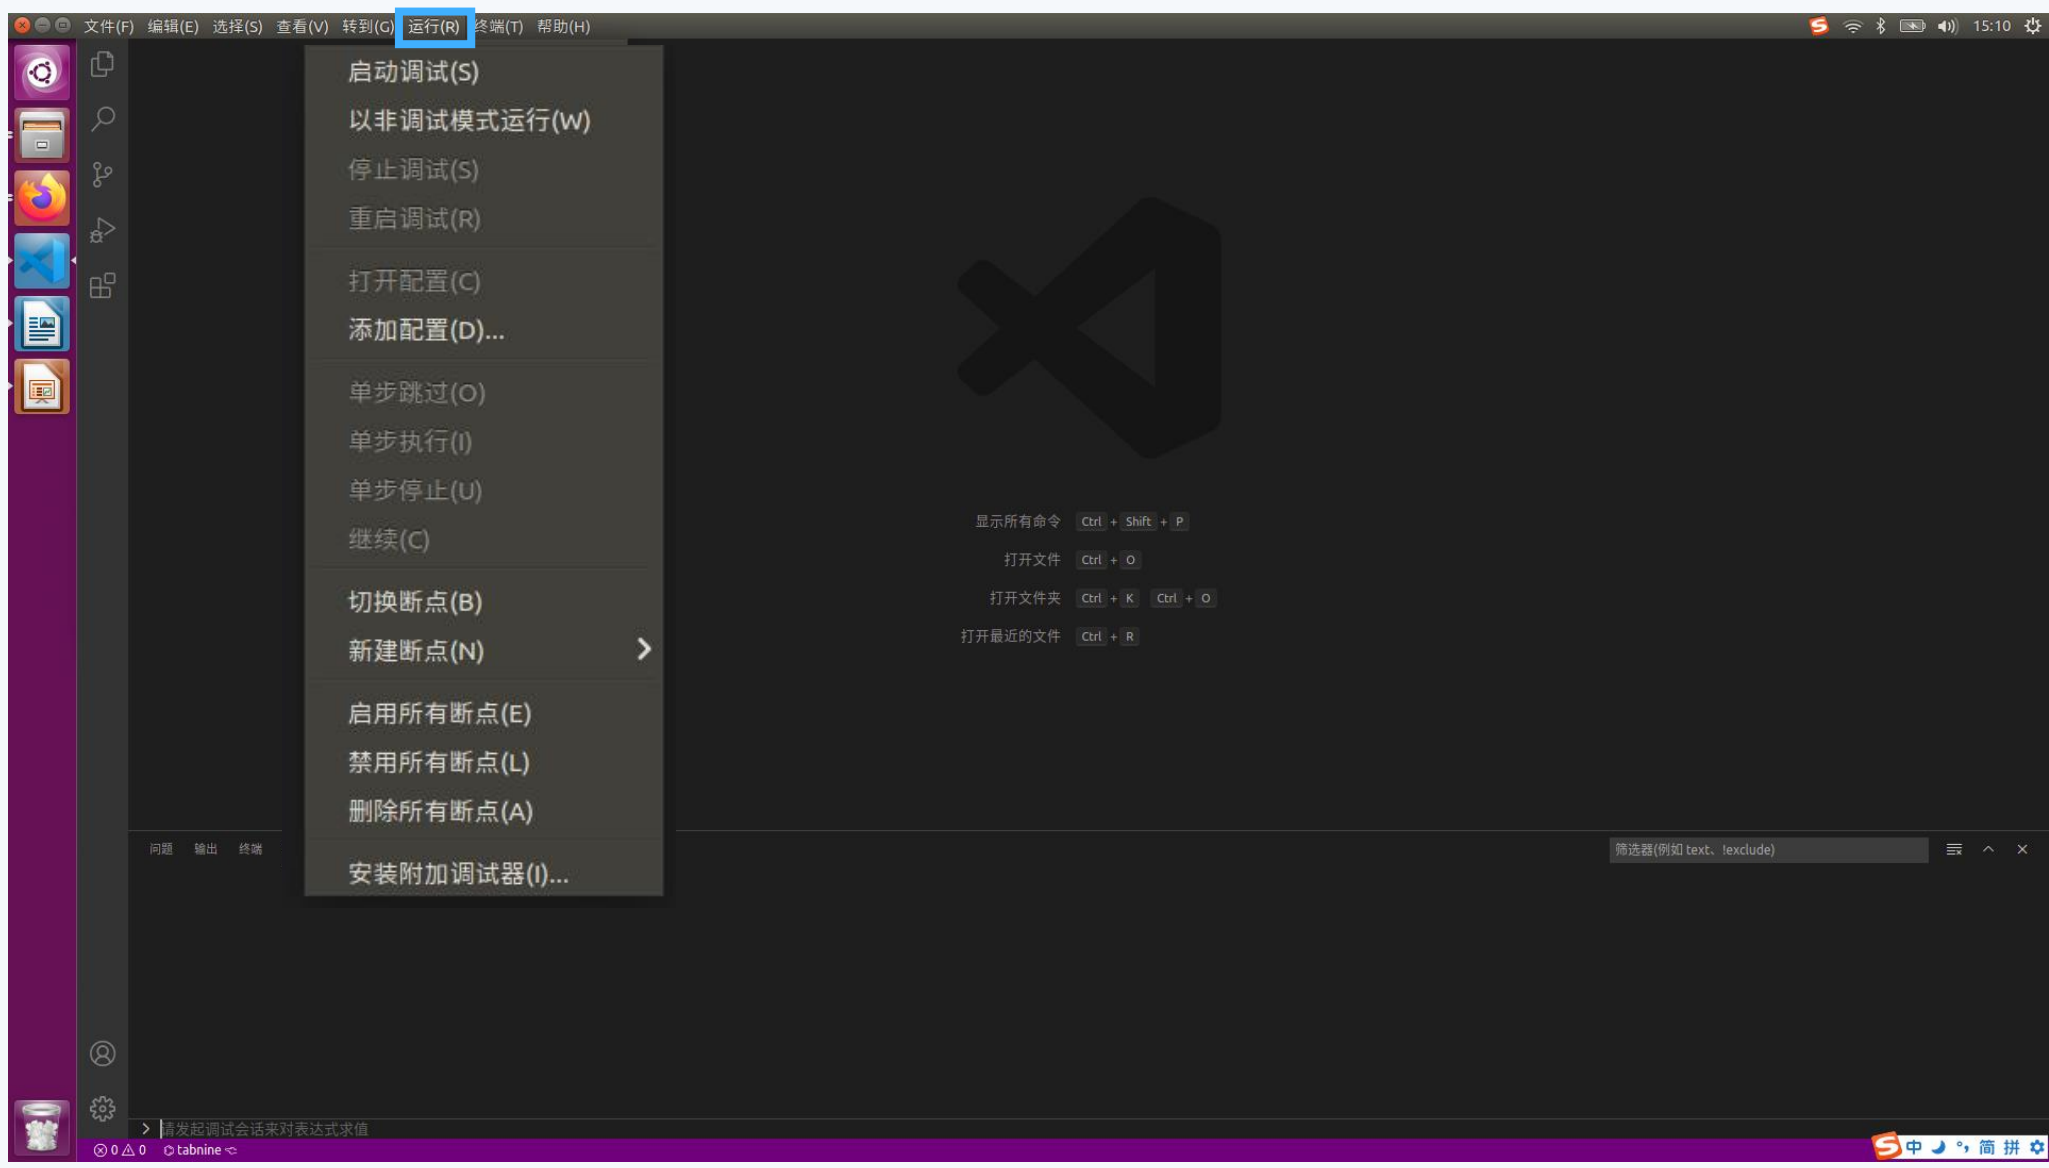 文件(F) 编辑(E) 选择(S) 查看(V) 转到(G) 运行(R) 终端(T) 帮助(H) 15:10
启动调试(S)
以非调试模式运行(W)
停止调试(S)
重启调试(R)
打开配置(C)
添加配置(D)...
单步跳过(O)
单步执行(I)
单步停止(U)
继续(C)
切换断点(B)
新建断点(N)
启用所有断点(E)
禁用所有断点(L)
删除所有断点(A)
安装附加调试器(I)...
显示所有命令 Ctrl + Shift + P
打开文件 Ctrl + O
打开文件夹 Ctrl + K Ctrl + O
打开最近的文件 Ctrl + R
问题 输出 终端 筛选器(例如 text、!exclude)
请发起调试会话来对表达式求值
0 0 tabnine
中 简 拼